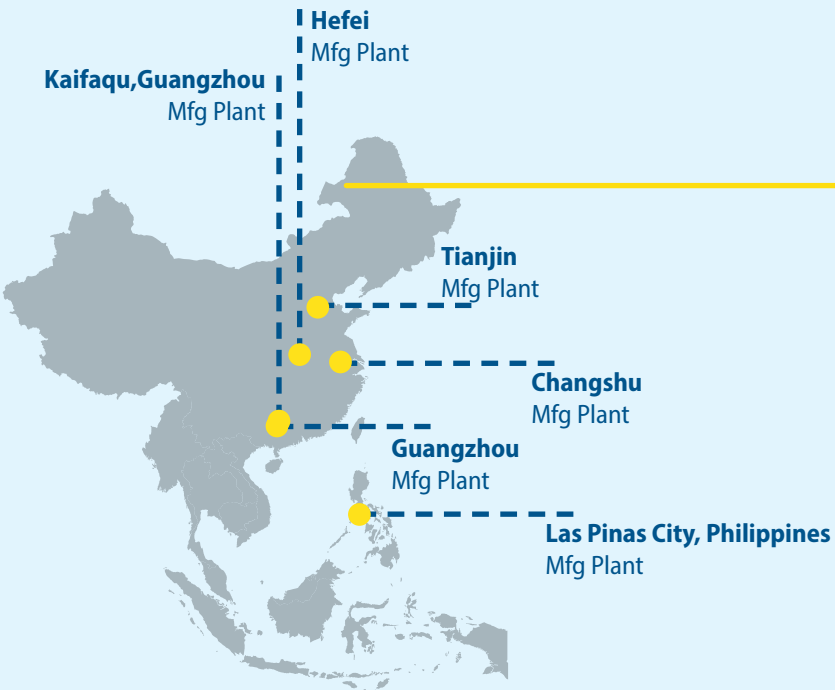 Hefei
Mfg Plant
Kaifaqu,Guangzhou
Mfg Plant
Tianjin
Mfg Plant
Changshu
Mfg Plant
Guangzhou
Mfg Plant
Las Pinas City, Philippines
Mfg Plant